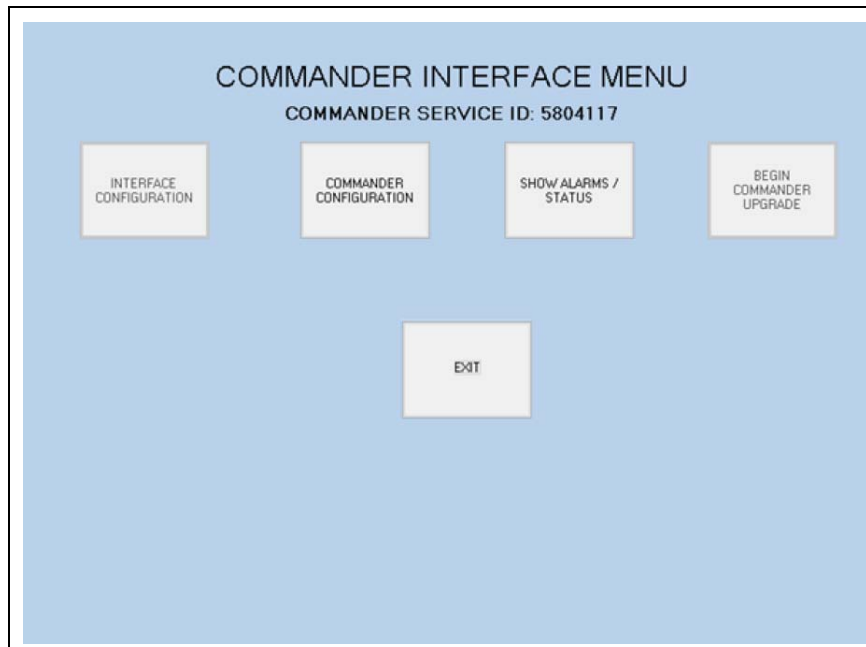 COMMANDER INTERFACE MENU
COMMANDER SERVICE ID: 5804117
INTERFACE
CONFIGURATION
COMMANDER
CONFIGURATION
SHOW ALARMS /
STATUS
BEGIN
COMMANDER
UPGRADE
EXIT